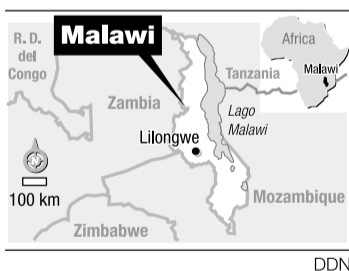 R. D.
del
Congo
Malawi
Africa
Tanzania
Malawi
Zambia
Lago
Malawi
Lilongwe
N
100 km
Mozambique
Zimbabwe
DDN